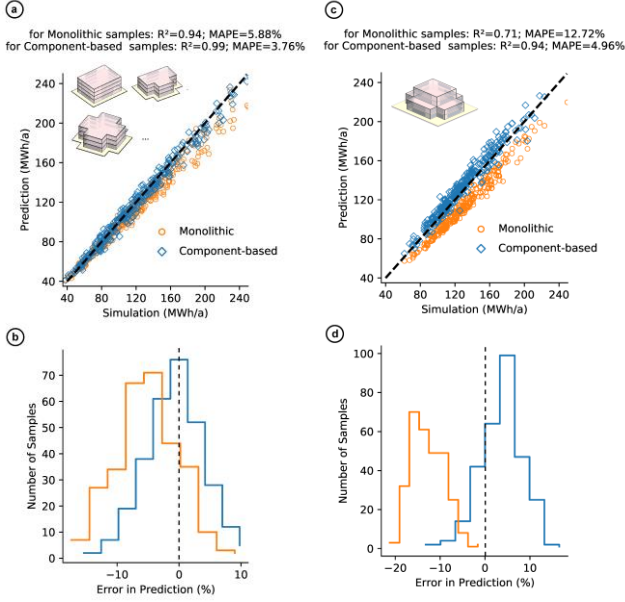 a
for Monolithic samples: R²=0.94; MAPE=5.88%
for Component-based samples: R²=0.99; MAPE=3.76%
240
200
160
120
80
40
Prediction (MWh/a)
...
Monolithic
Component-based
40 80 120 160 200 240
Simulation (MWh/a)
c
for Monolithic samples: R²=0.71; MAPE=12.72%
for Component-based samples: R²=0.94; MAPE=4.96%
240
200
160
120
80
40
Prediction (MWh/a)
Monolithic
Component-based
40 80 120 160 200 240
Simulation (MWh/a)
b
70
60
50
40
30
20
10
0
Number of Samples
−10 0 10
Error in Prediction (%)
d
100
80
60
40
20
0
Number of Samples
−20 −10 0 10
Error in Prediction (%)